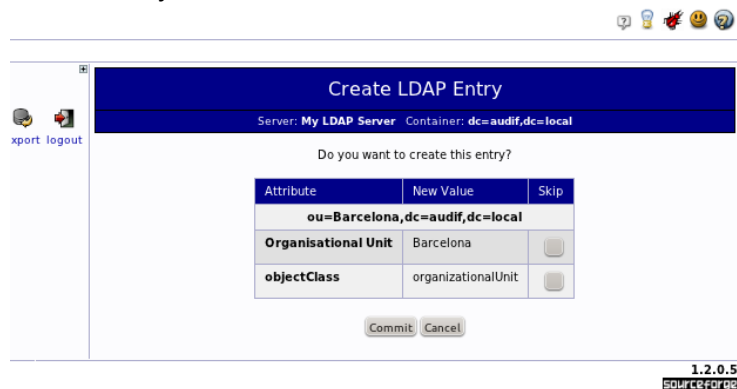 Create LDAP Entry
Server: My LDAP Server Container: dc=audif,dc=local
xport logout
Do you want to create this entry?
Attribute New Value Skip
ou=Barcelona,dc=audif,dc=local
Organisational Unit Barcelona
objectClass organizationalUnit
Commit Cancel
1.2.0.5
sourceforge